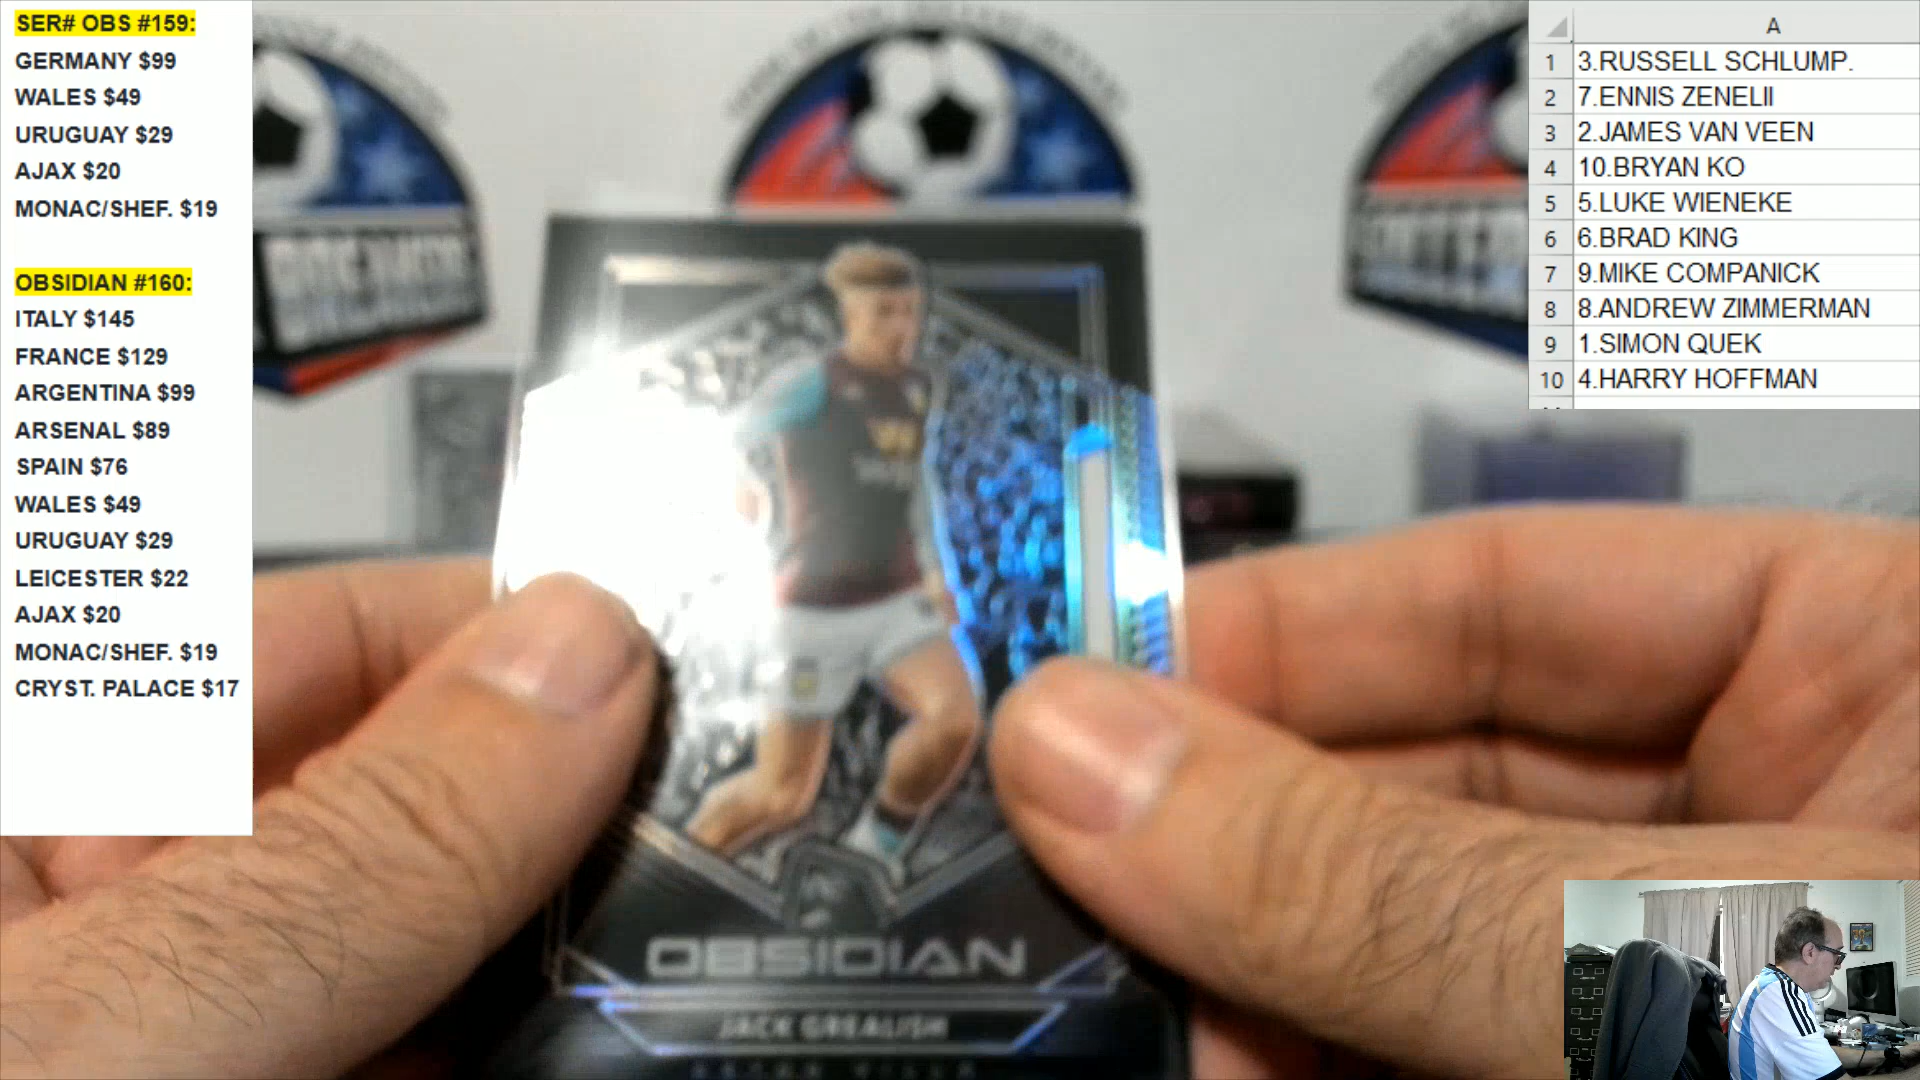 SER# OBS #159:
GERMANY $99
WALES $49
URUGUAY $29
AJAX $20
MONAC/SHEF. $19
OBSIDIAN #160:
ITALY $145
FRANCE $129
ARGENTINA $99
ARSENAL $89
SPAIN $76
WALES $49
URUGUAY $29
LEICESTER $22
AJAX $20
MONAC/SHEF. $19
CRYST. PALACE $17
A
1 3.RUSSELL SCHLUMP.
2 7.ENNIS ZENELII
3 2.JAMES VAN VEEN
4 10.BRYAN KO
5 5.LUKE WIENEKE
6 6.BRAD KING
7 9.MIKE COMPANICK
8 8.ANDREW ZIMMERMAN
9 1.SIMON QUEK
10 4.HARRY HOFFMAN
OBSIDIAN
JACK GREALISH